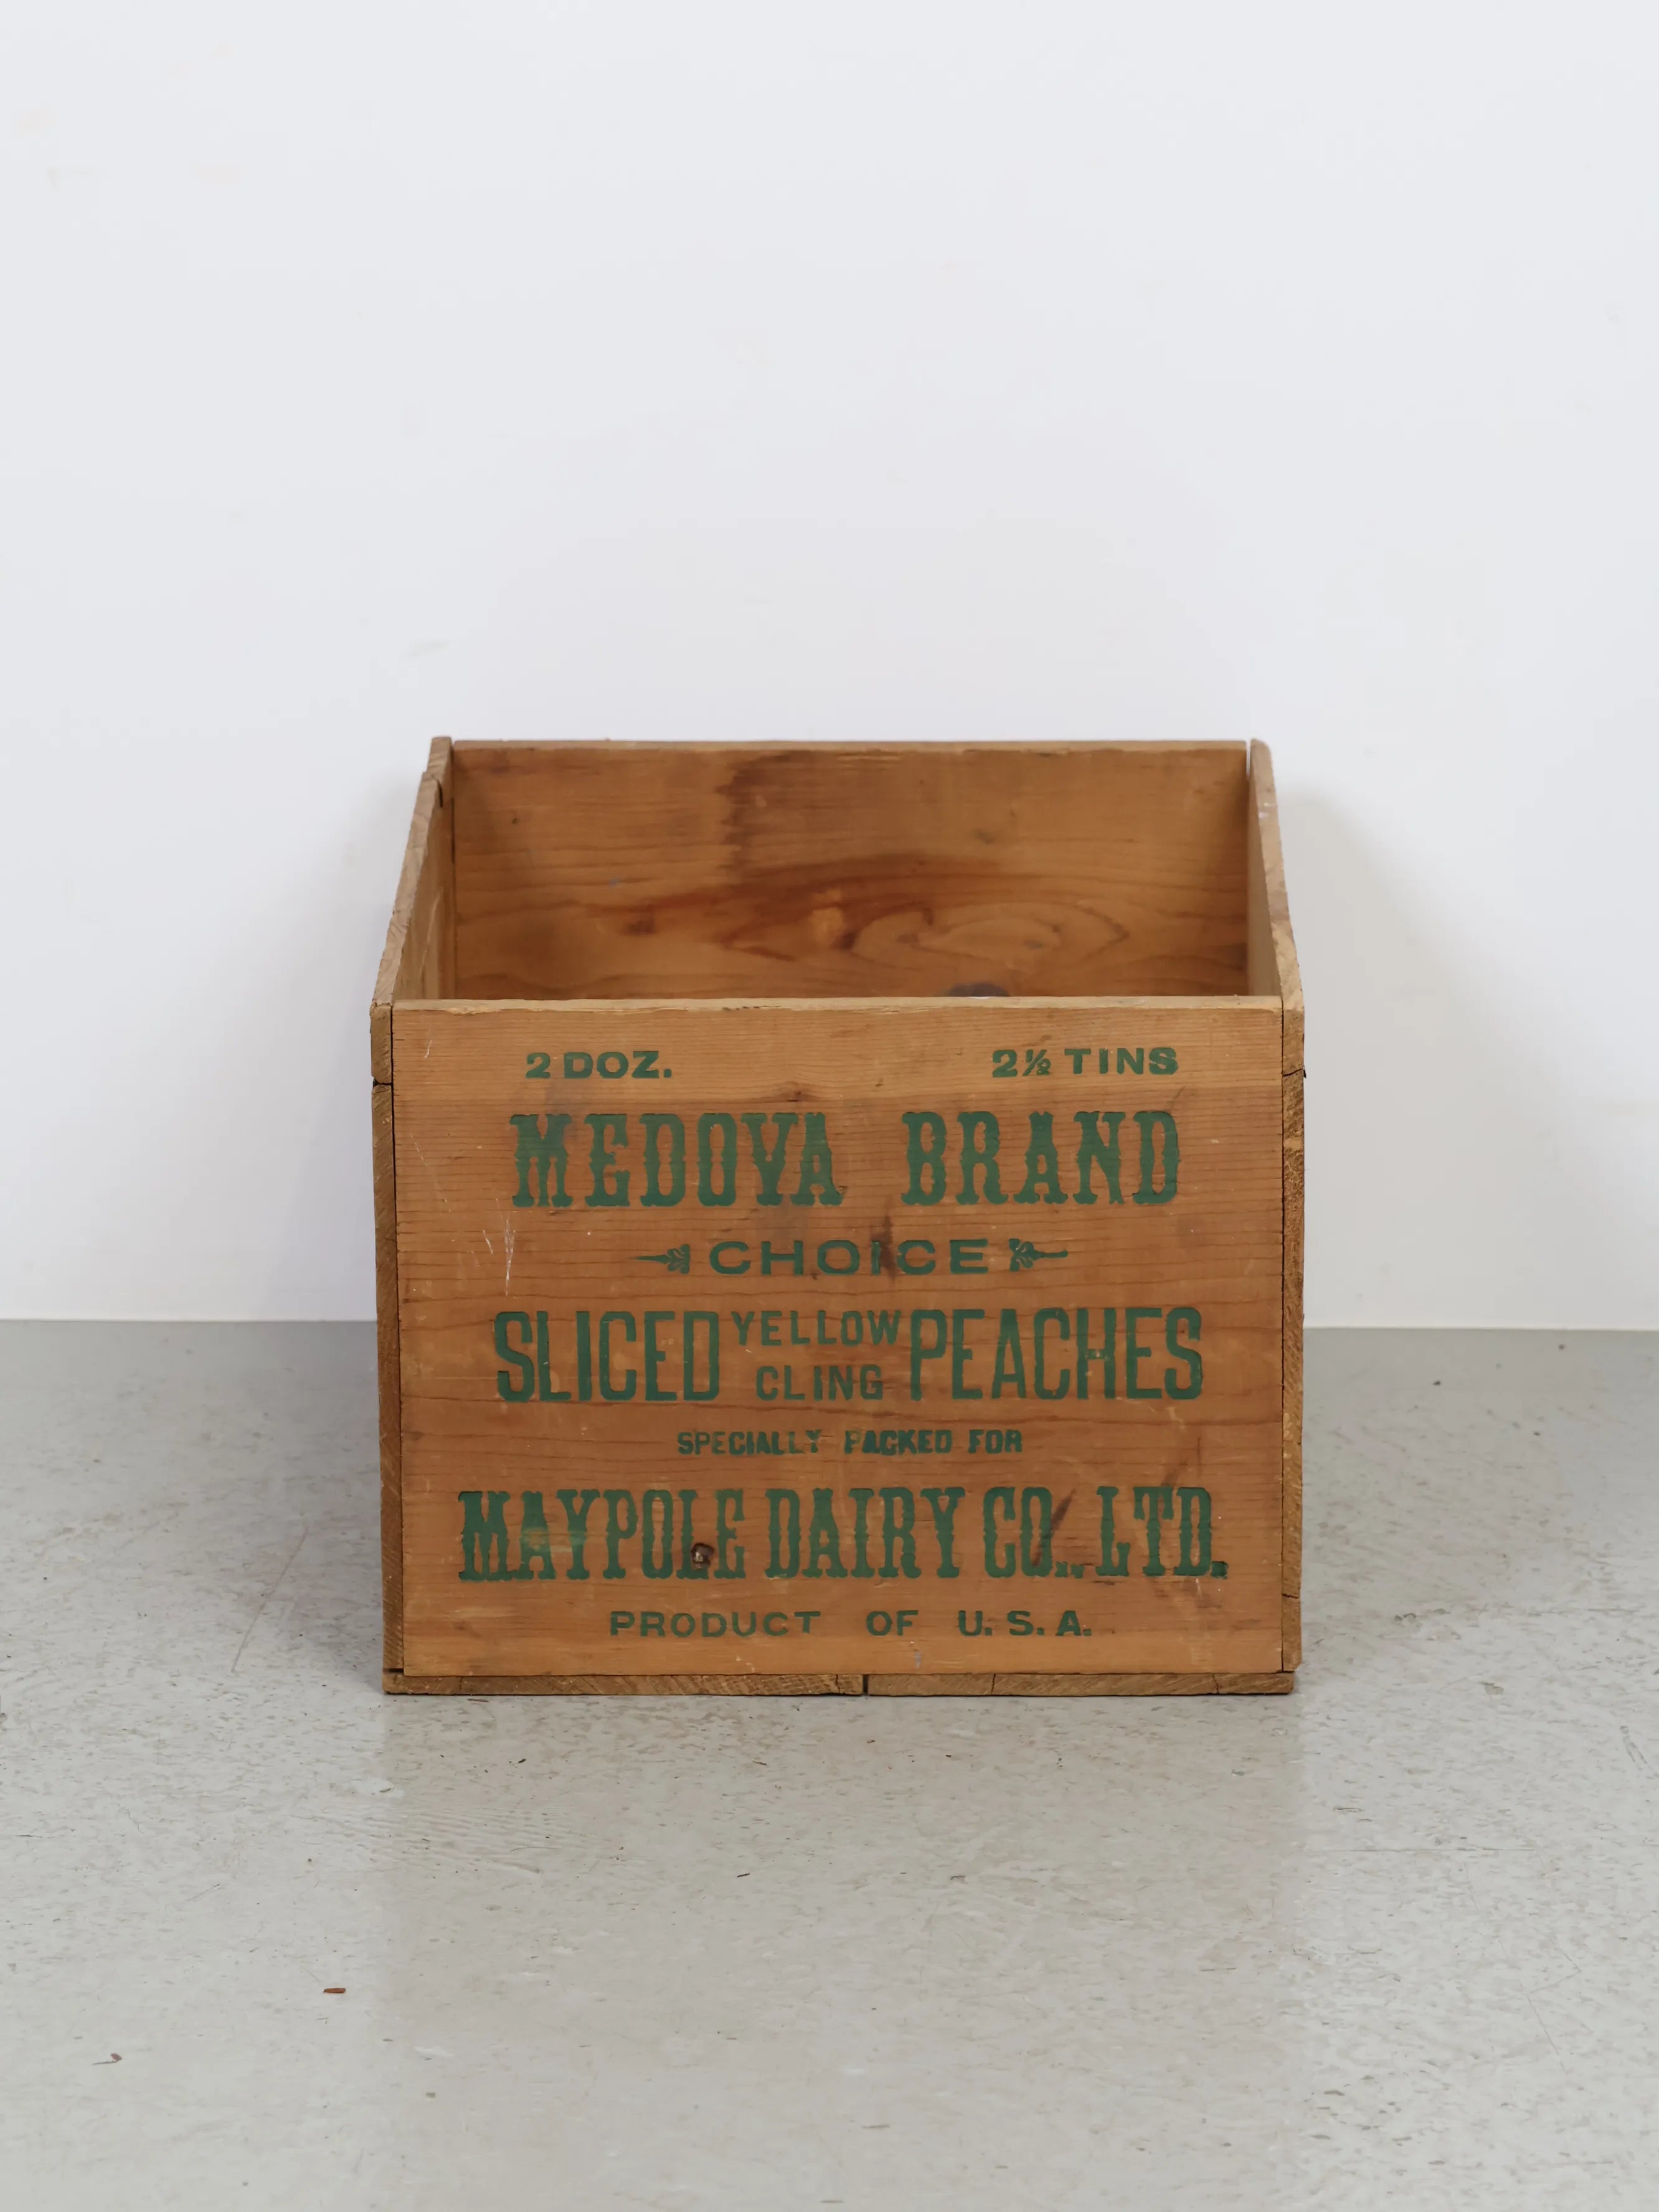 2 DOZ. 2½ TINS
MEDOVA BRAND
CHOICE
SLICED YELLOW CLING PEACHES
SPECIALLY PACKED FOR
MAYPOLE DAIRY CO., LTD.
PRODUCT OF U.S.A.